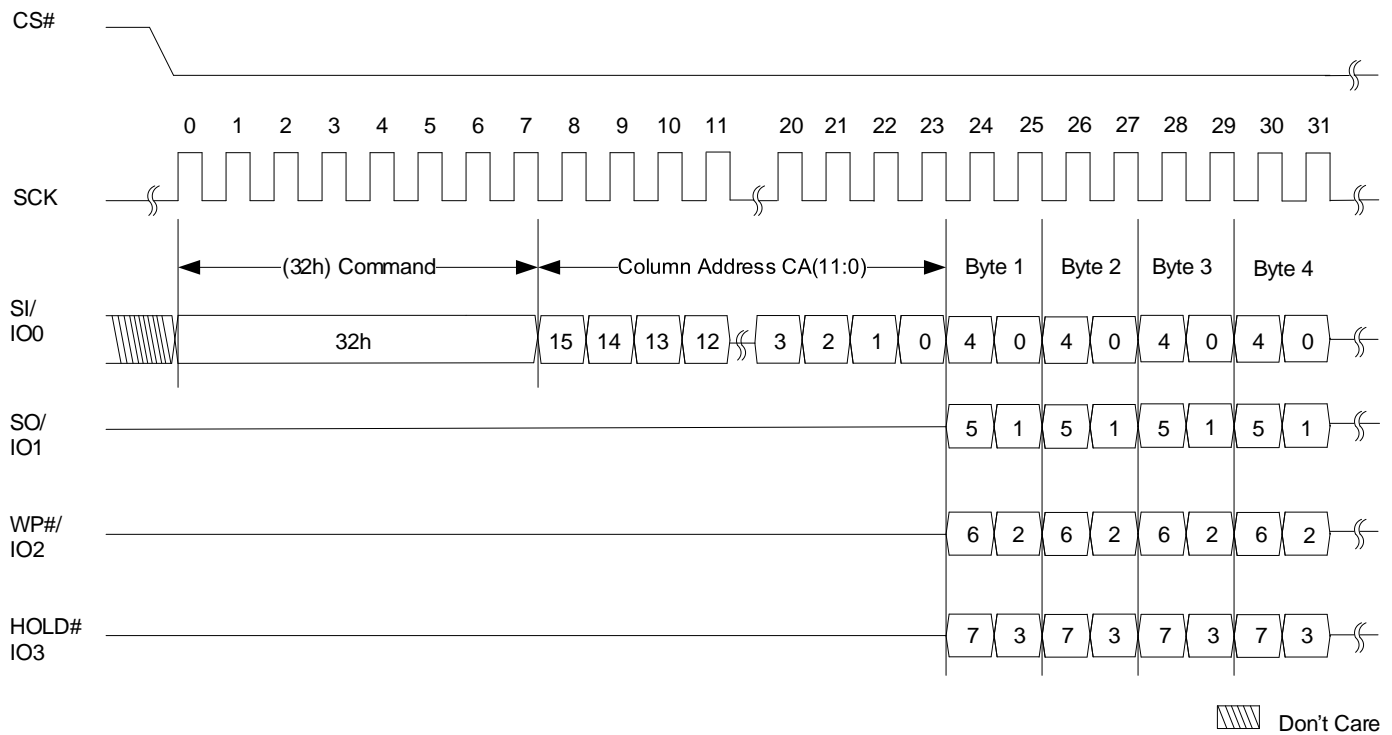 CS#
0 1 2 3 4 5 6 7 8 9 10 11 20 21 22 23 24 25 26 27 28 29 30 31
SCK
(32h) Command Column Address CA(11:0) Byte 1 Byte 2 Byte 3 Byte 4
SI/
IO0
32h 15 14 13 12 3 2 1 0 4 0 4 0 4 0 4 0
SO/
IO1
5 1 5 1 5 1 5 1
WP#/
IO2
6 2 6 2 6 2 6 2
HOLD#
IO3
7 3 7 3 7 3 7 3
Don't Care